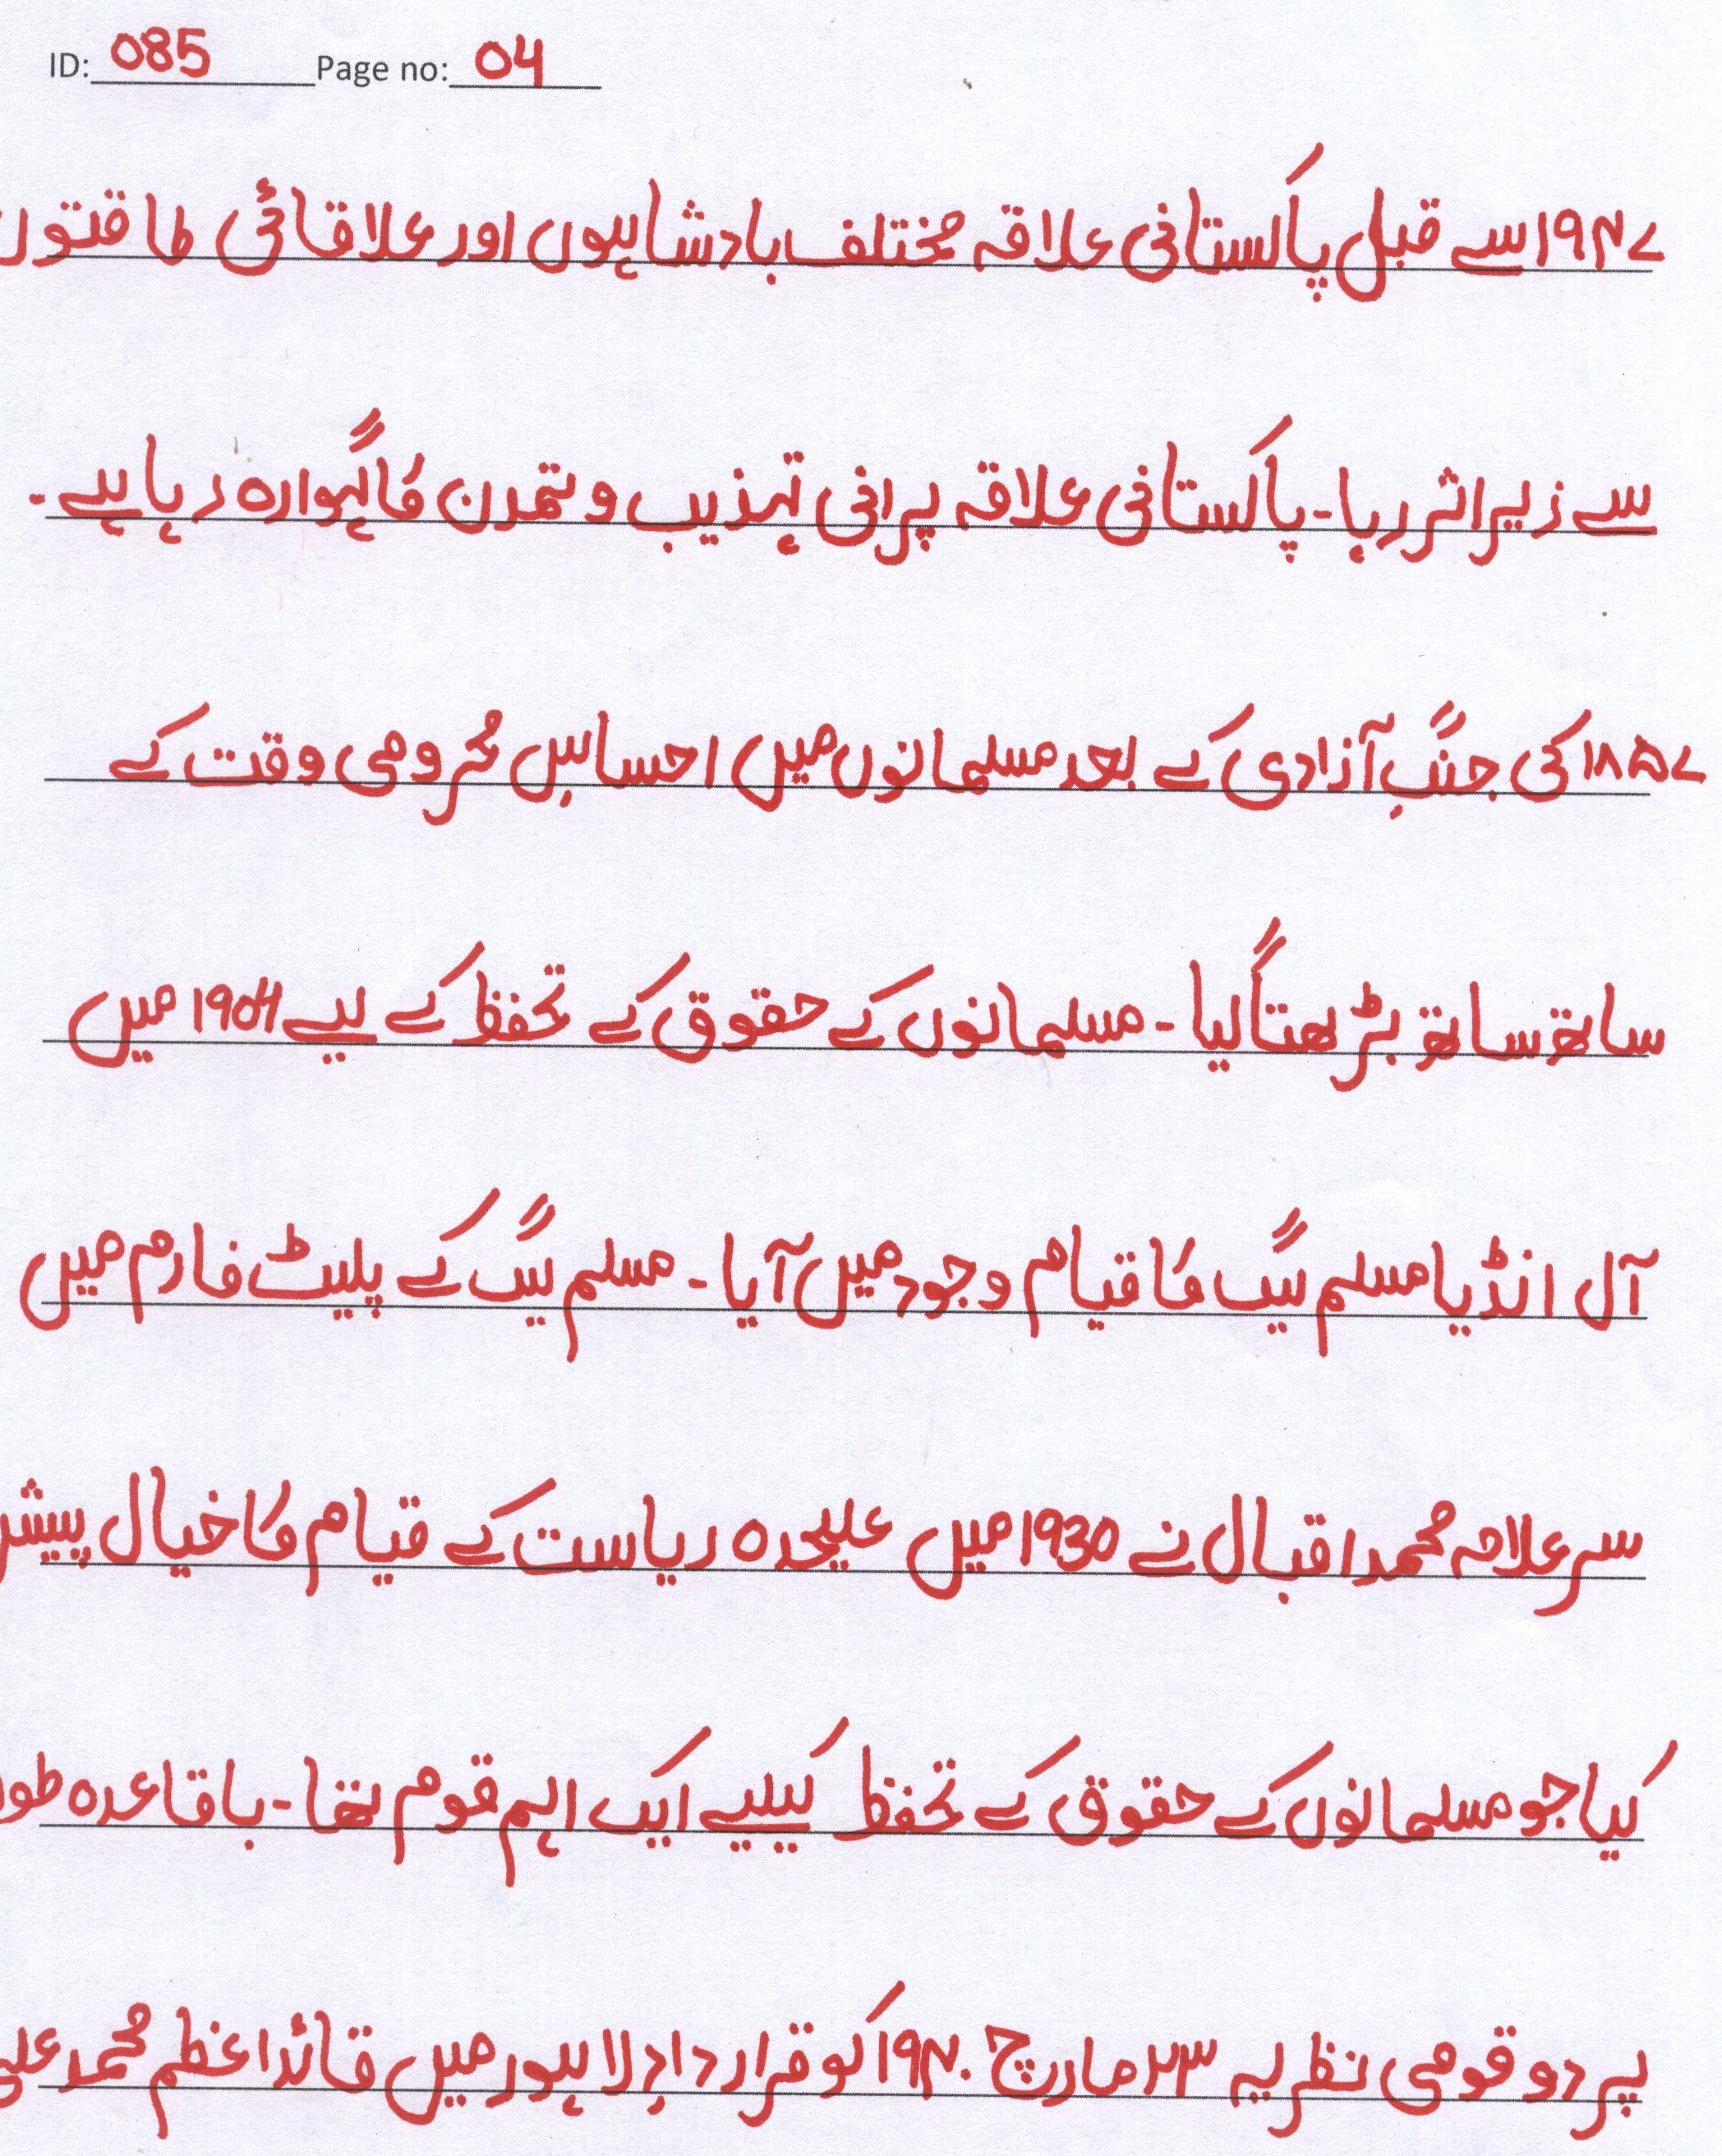 ID: 085 Page no: 04
۱۹۴۷ سے قبل پاکستانی علاقہ مختلف بادشاہوں اور علاقائی طاقتوں
سے زیر اثر رہا۔ پاکستانی علاقہ پرانی تہذیب و تمدن کا گہوارہ رہا ہے۔
۱۸۵۷ کی جنگِ آزادی کے بعد مسلمانوں میں احساسِ محرومی وقت کے
ساتھ ساتھ بڑھتا گیا۔ مسلمانوں کے حقوق کے تحفظ کے لیے ۱۹۰۶ میں
آل انڈیا مسلم لیگ کا قیام وجود میں آیا۔ مسلم لیگ کے پلیٹ فارم میں
سر علامہ محمد اقبال نے 1930 میں علیحدہ ریاست کے قیام کا خیال پیش
کیا جو مسلمانوں کے حقوق کے تحفظ کیلیے ایک اہم قوم تھا۔ باقاعدہ طور
پر دو قومی نظریہ ۲۳ مارچ ۱۹۴۰ کو قراردادِ لاہور میں قائداعظم محمد علی